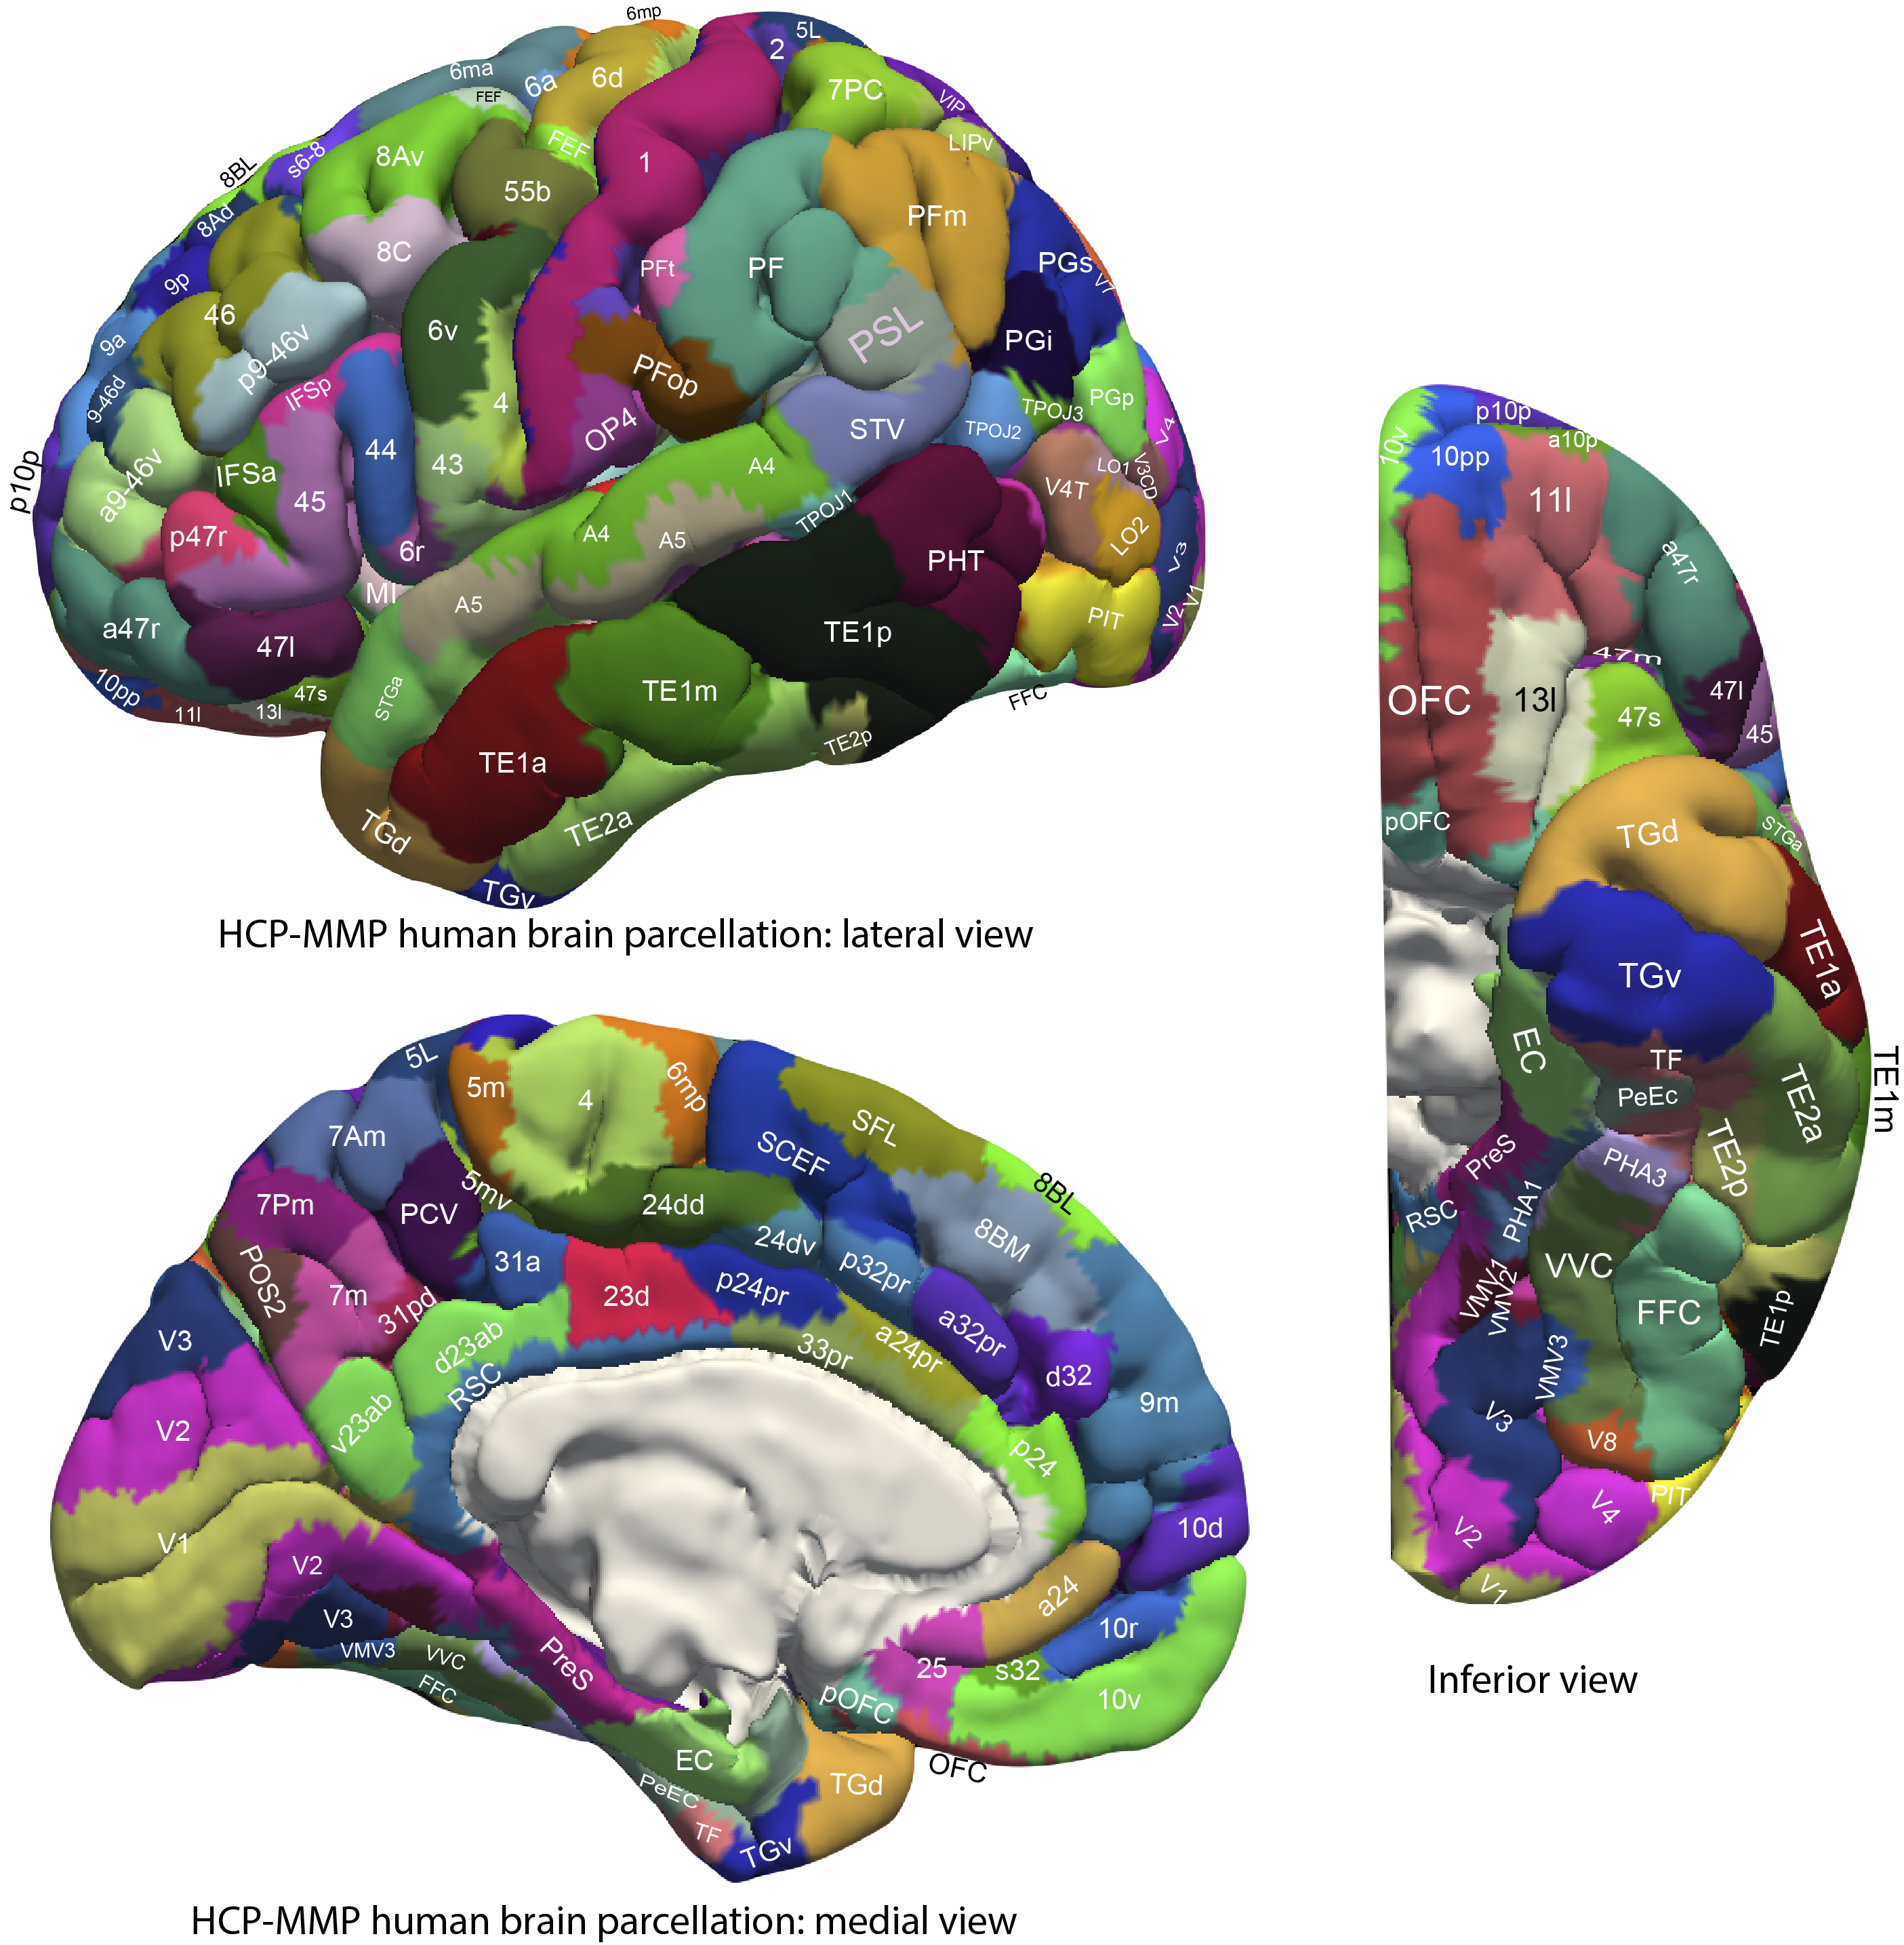 6mp
5L
2
6ma
6a
6d
7PC
FEF
VIP
8Av
FEF
LIPv
s6-8
1
8BL
55b
8Ad
PFm
8C
PFt
PF
PGs
9p
V7
46
6v
PSL
9a
p9-46v
PGi
PFop
IFSp
9-46d
4
PGp
TPOJ3
OP4
STV
TPOJ2
V4
44
43
A4
LO1
V3CD
p10p
a9-46v
IFSa
45
V4T
TPOJ1
p47r
A4
A5
LO2
6r
PHT
V3
MI
A5
V1
V2
PIT
a47r
TE1p
47l
10pp
47s
STGa
TE1m
FFC
11l
13l
TE2p
TE1a
TGd
TE2a
TGv
HCP-MMP human brain parcellation: lateral view
p10p
10v
a10p
10pp
11l
a47r
47m
OFC
13l
47l
47s
45
pOFC
TGd
STGa
TE1a
TGv
EC
TF
TE1m
PeEc
TE2a
PreS
PHA3
TE2p
PHA1
RSC
VVC
VMV1
VMV2
FFC
TE1p
VMV3
V3
V8
PIT
V4
V2
V1
Inferior view
5L
5m
4
6mp
7Am
SFL
SCEF
5mv
8BL
7Pm
PCV
24dd
8BM
24dv
POS2
31a
p32pr
7m
23d
p24pr
31pd
a32pr
V3
d23ab
33pr
a24pr
d32
RSC
9m
v23ab
V2
p24
V1
10d
V2
a24
V3
10r
VMV3
VVC
PreS
25
s32
FFC
pOFC
10v
EC
OFC
PeEC
TGd
TF
TGv
HCP-MMP human brain parcellation: medial view